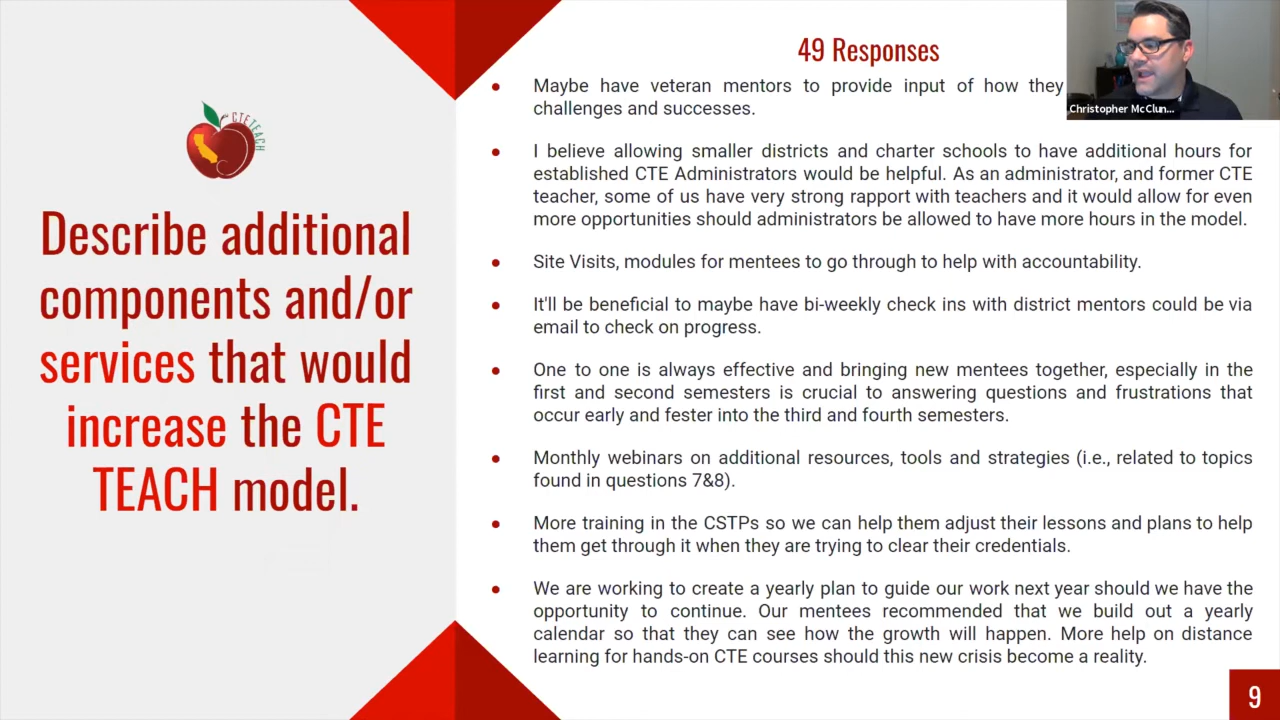 49 Responses
Christopher McClun...
Maybe have veteran mentors to provide input of how they
challenges and successes.
I believe allowing smaller districts and charter schools to have additional hours for
established CTE Administrators would be helpful. As an administrator, and former CTE
teacher, some of us have very strong rapport with teachers and it would allow for even
more opportunities should administrators be allowed to have more hours in the model.
Site Visits, modules for mentees to go through to help with accountability.
It'll be beneficial to maybe have bi-weekly check ins with district mentors could be via
email to check on progress.
One to one is always effective and bringing new mentees together, especially in the
first and second semesters is crucial to answering questions and frustrations that
occur early and fester into the third and fourth semesters.
Monthly webinars on additional resources, tools and strategies (i.e., related to topics
found in questions 7&8).
More training in the CSTPs so we can help them adjust their lessons and plans to help
them get through it when they are trying to clear their credentials.
We are working to create a yearly plan to guide our work next year should we have the
opportunity to continue. Our mentees recommended that we build out a yearly
calendar so that they can see how the growth will happen. More help on distance
learning for hands-on CTE courses should this new crisis become a reality.
CTE TEACH
Describe additional
components and/or
services that would
increase the CTE
TEACH model.
9